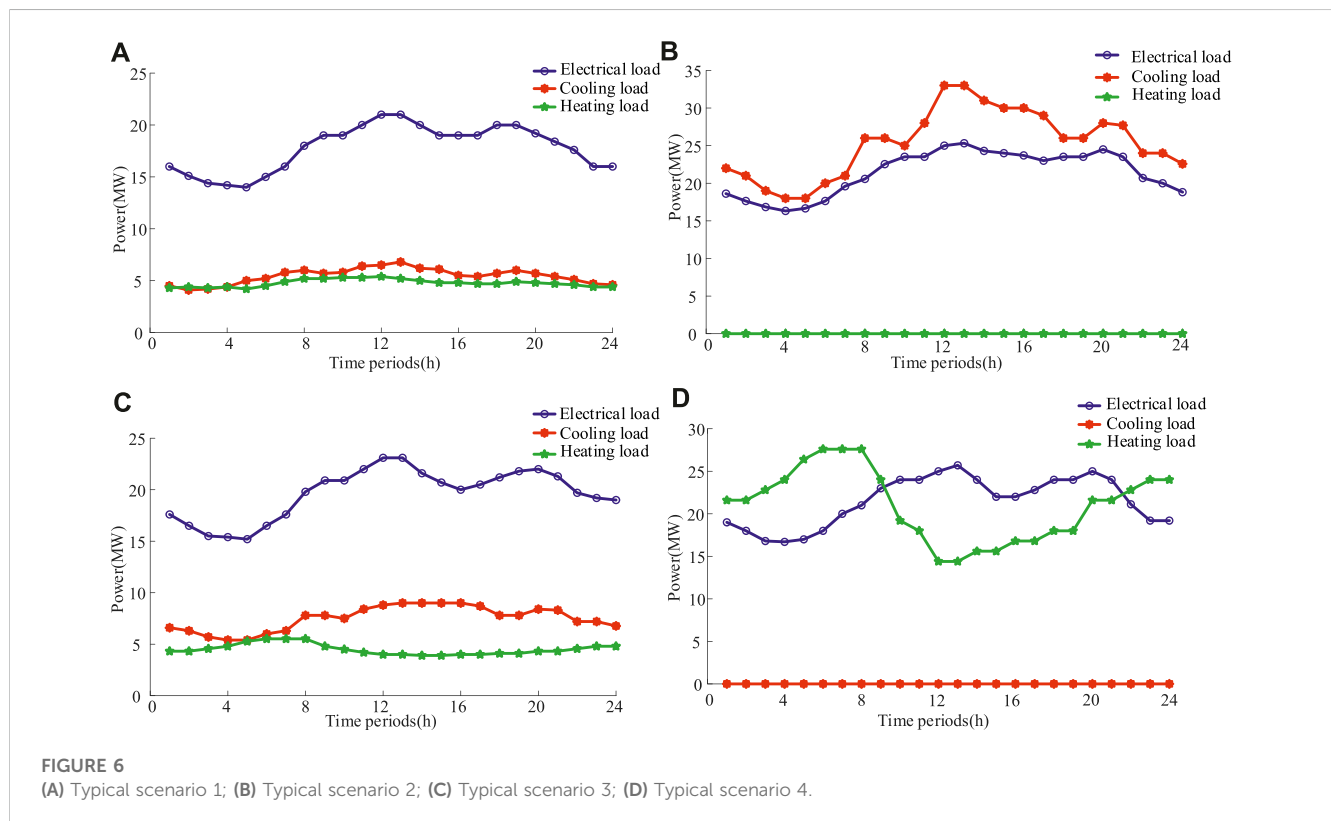 A
Electrical load
Cooling load
Heating load
25
20
15
10
5
0
Power(MW)
0 4 8 12 16 20 24
Time periods(h)
B
Electrical load
Cooling load
Heating load
35
30
25
20
15
10
5
0
Power(MW)
0 4 8 12 16 20 24
Time periods(h)
C
Electrical load
Cooling load
Heating load
25
20
15
10
5
0
Power(MW)
0 4 8 12 16 20 24
Time periods(h)
D
Electrical load
Cooling load
Heating load
30
25
20
15
10
5
0
Power(MW)
0 4 8 12 16 20 24
Time periods(h)
FIGURE 6
(A) Typical scenario 1; (B) Typical scenario 2; (C) Typical scenario 3; (D) Typical scenario 4.